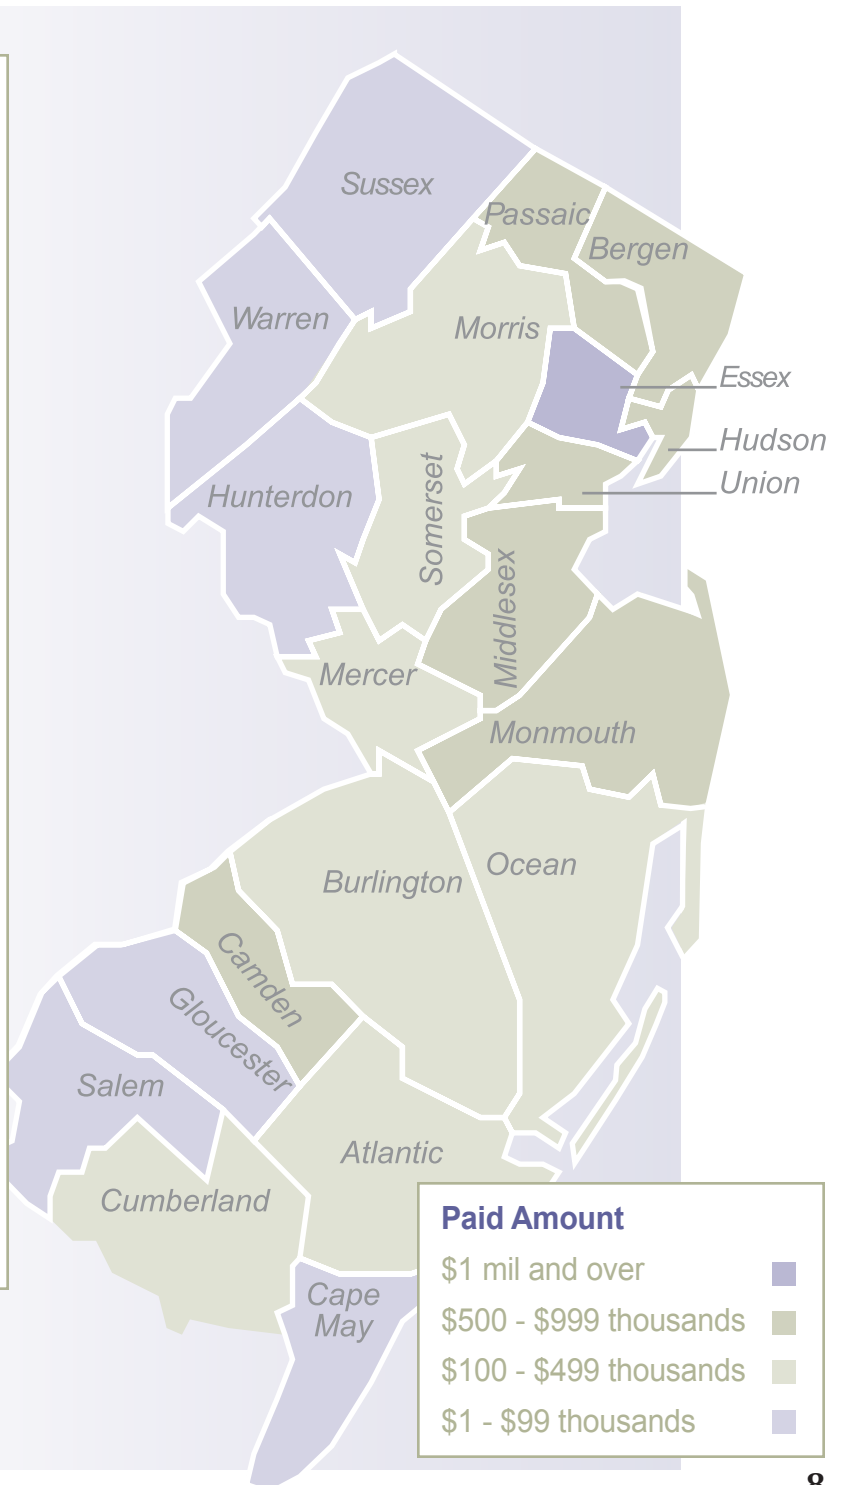 Sussex
Passaic
Bergen
Warren
Morris
Essex
Hudson
Union
Hunterdon
Somerset
Middlesex
Mercer
Monmouth
Ocean
Burlington
Camden
Gloucester
Salem
Atlantic
Cumberland
Cape
May
Paid Amount
$1 mil and over
$500 - $999 thousands
$100 - $499 thousands
$1 - $99 thousands
8